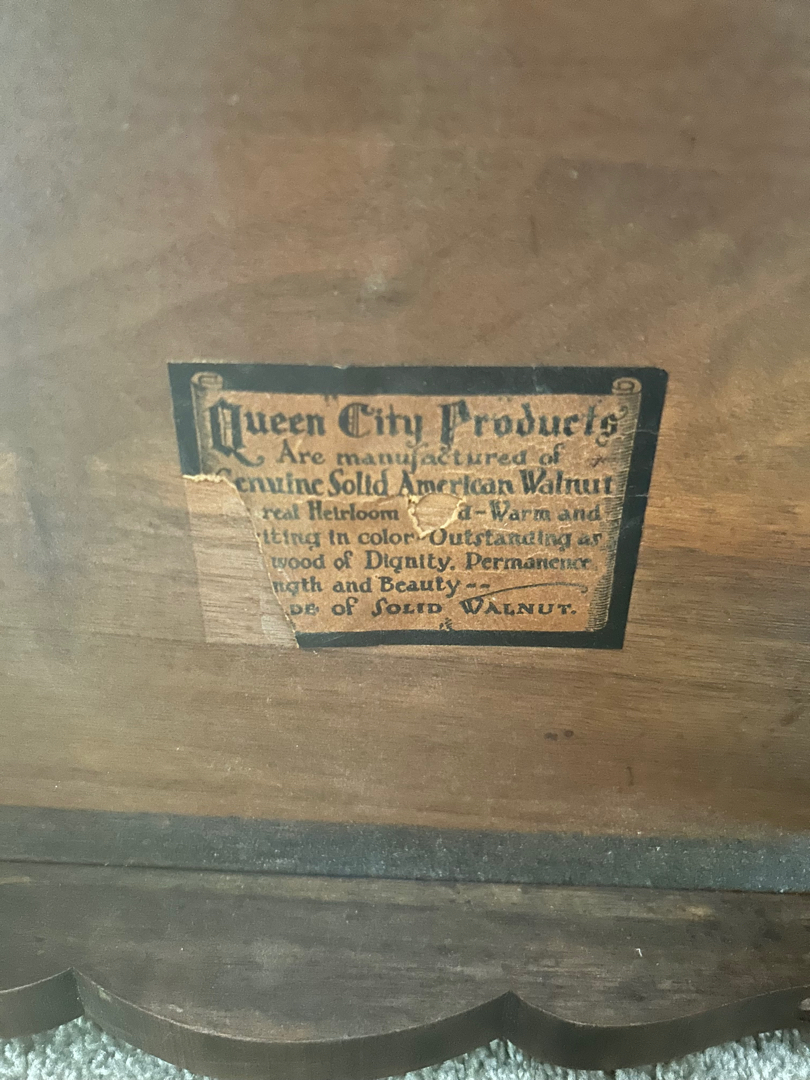 Queen City Products
Are manufactured of
Genuine Solid American Walnut
real Heirloom d-Warm and
itting in color-Outstanding as
wood of Dignity, Permanence
ngth and Beauty--
DE OF SOLID WALNUT.